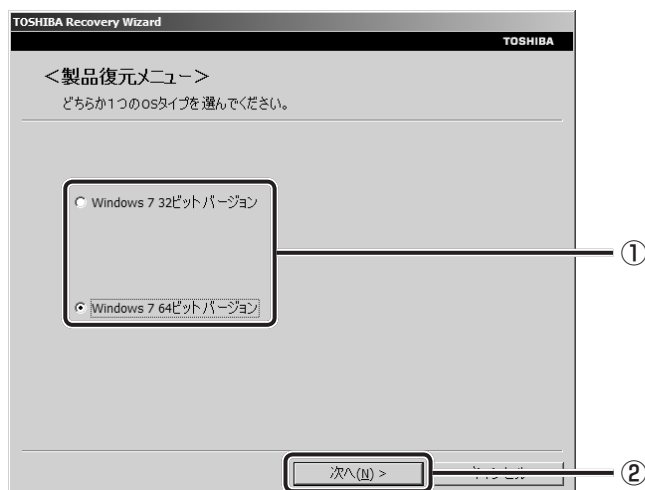 TOSHIBA Recovery Wizard
TOSHIBA
＜製品復元メニュー＞
どちらか1つのOSタイプを選んでください。
Windows 7 32ビットバージョン
①
Windows 7 64ビットバージョン
次へ(N) >
②